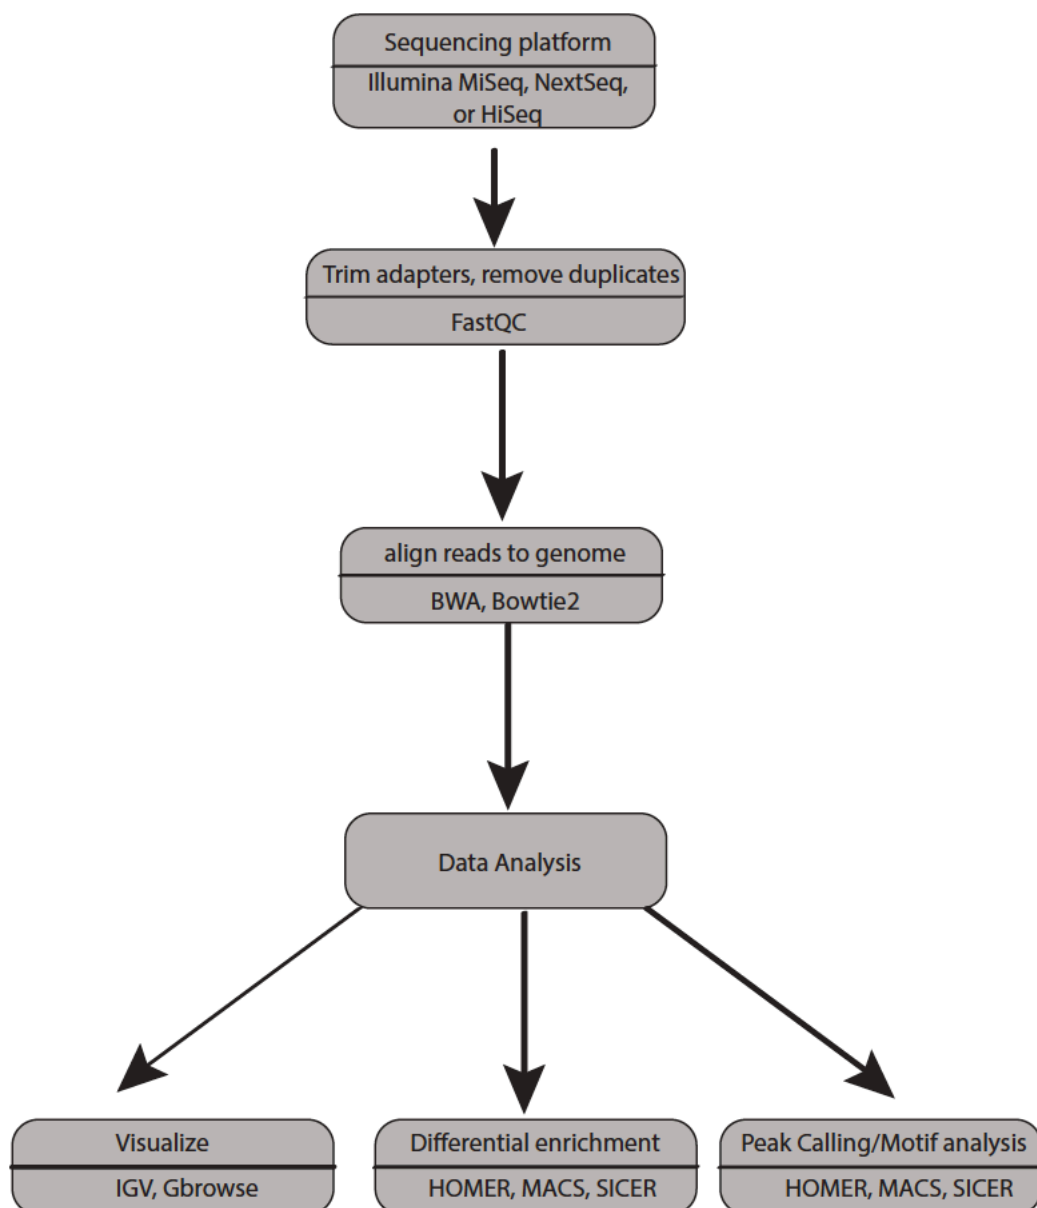 Sequencing platform
Illumina MiSeq, NextSeq,
or HiSeq
Trim adapters, remove duplicates
FastQC
align reads to genome
BWA, Bowtie2
Data Analysis
Visualize
IGV, Gbrowse
Differential enrichment
HOMER, MACS, SICER
Peak Calling/Motif analysis
HOMER, MACS, SICER